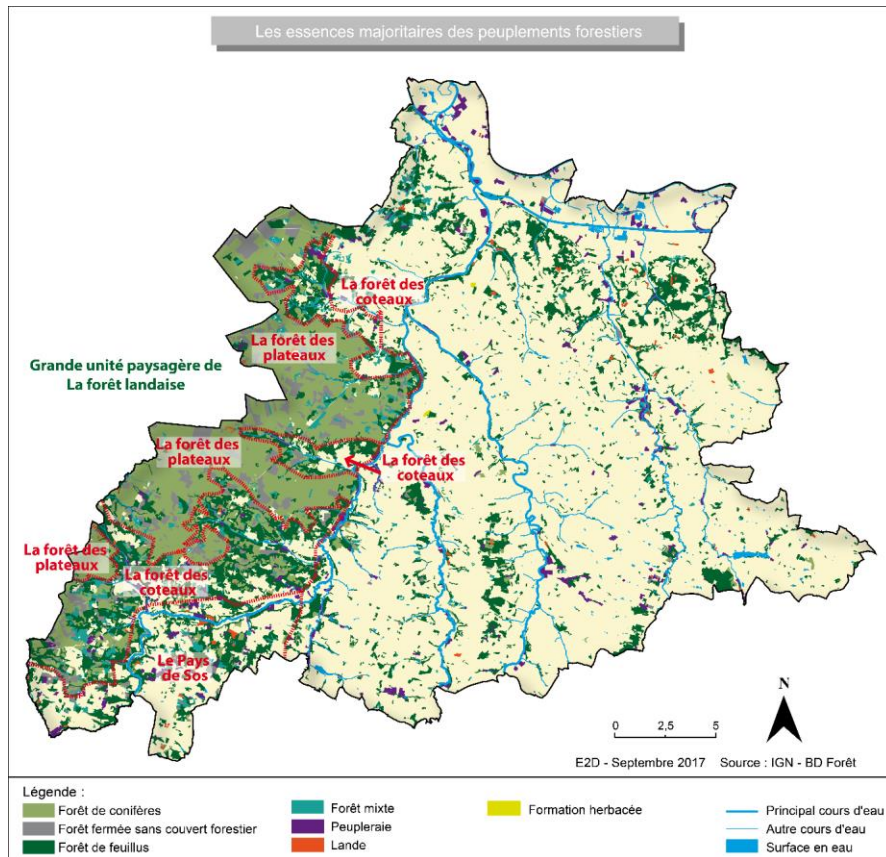 Les essences majoritaires des peuplements forestiers
La forêt des
coteaux
La forêt des
plateaux
Grande unité paysagère de
La forêt landaise
La forêt des
plateaux
La forêt des
coteaux
La forêt des
plateaux
La forêt des
coteaux
Le Pays
de Sos
N
0 2,5 5
E2D - Septembre 2017 Source : IGN - BD Forêt
Légende :
Forêt de conifères
Forêt fermée sans couvert forestier
Forêt de feuillus
Forêt mixte
Peupleraie
Lande
Formation herbacée
Principal cours d'eau
Autre cours d'eau
Surface en eau